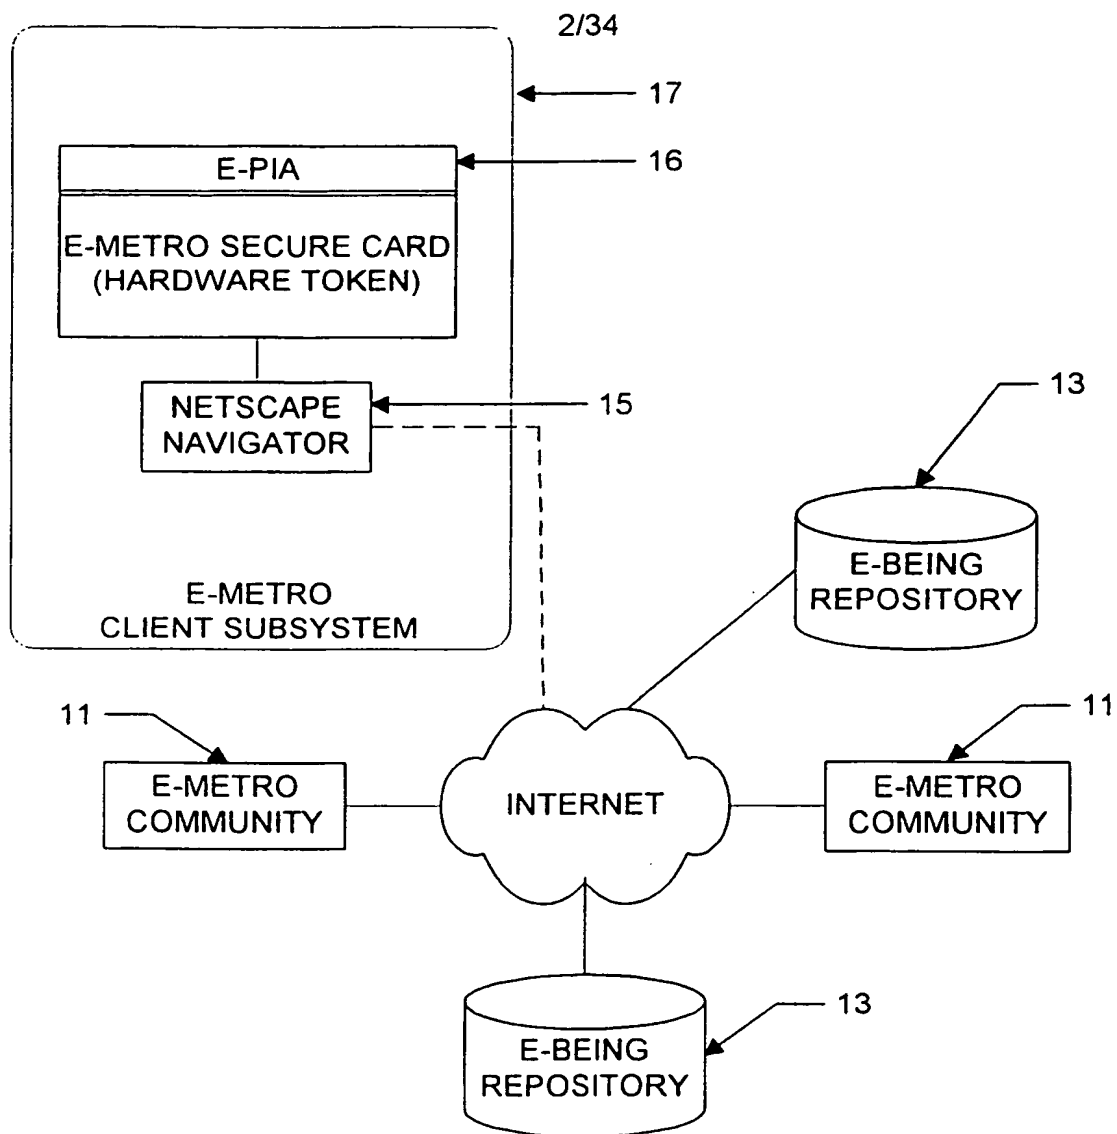 2/34
17
E-PIA
16
E-METRO SECURE CARD
(HARDWARE TOKEN)
NETSCAPE
NAVIGATOR
15
13
E-BEING
REPOSITORY
E-METRO
CLIENT SUBSYSTEM
11
E-METRO
COMMUNITY
INTERNET
11
E-METRO
COMMUNITY
13
E-BEING
REPOSITORY